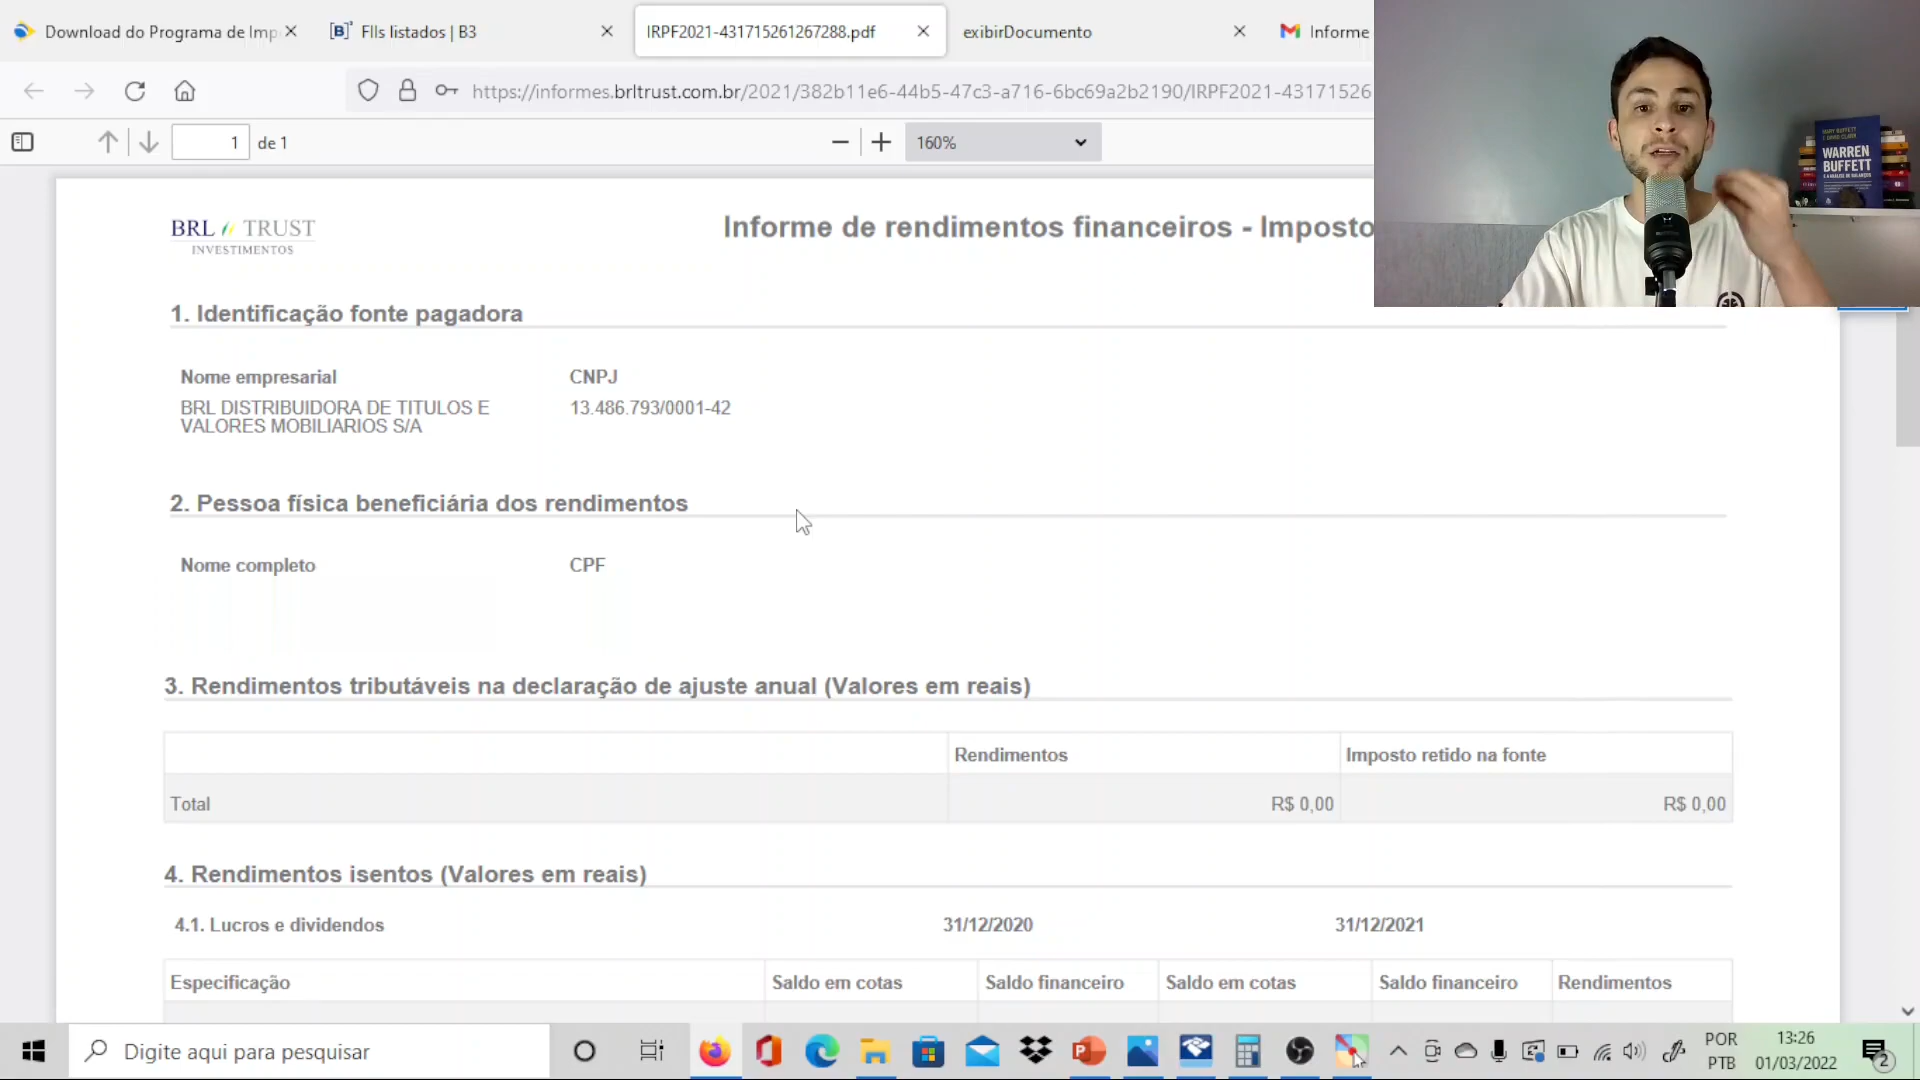 Download do Programa de Imp
FIIs listados | B3
IRPF2021-431715261267288.pdf
exibirDocumento
Informe
https://informes.brltrust.com.br/2021/382b11e6-44b5-47c3-a716-6bc69a2b2190/IRPF2021-43171526
1 de 1
160%
BRL TRUST
INVESTIMENTOS
Informe de rendimentos financeiros - Imposto
MARY BUFFETT
WARREN
BUFFETT
E A ANÁLISE DE BALANÇOS
1. Identificação fonte pagadora
Nome empresarial CNPJ
BRL DISTRIBUIDORA DE TITULOS E 13.486.793/0001-42
VALORES MOBILIARIOS S/A
2. Pessoa física beneficiária dos rendimentos
Nome completo CPF
3. Rendimentos tributáveis na declaração de ajuste anual (Valores em reais)
Rendimentos Imposto retido na fonte
Total R$ 0,00 R$ 0,00
4. Rendimentos isentos (Valores em reais)
4.1. Lucros e dividendos 31/12/2020 31/12/2021
Especificação Saldo em cotas Saldo financeiro Saldo em cotas Saldo financeiro Rendimentos
Digite aqui para pesquisar
POR
PTB
13:26
01/03/2022
2